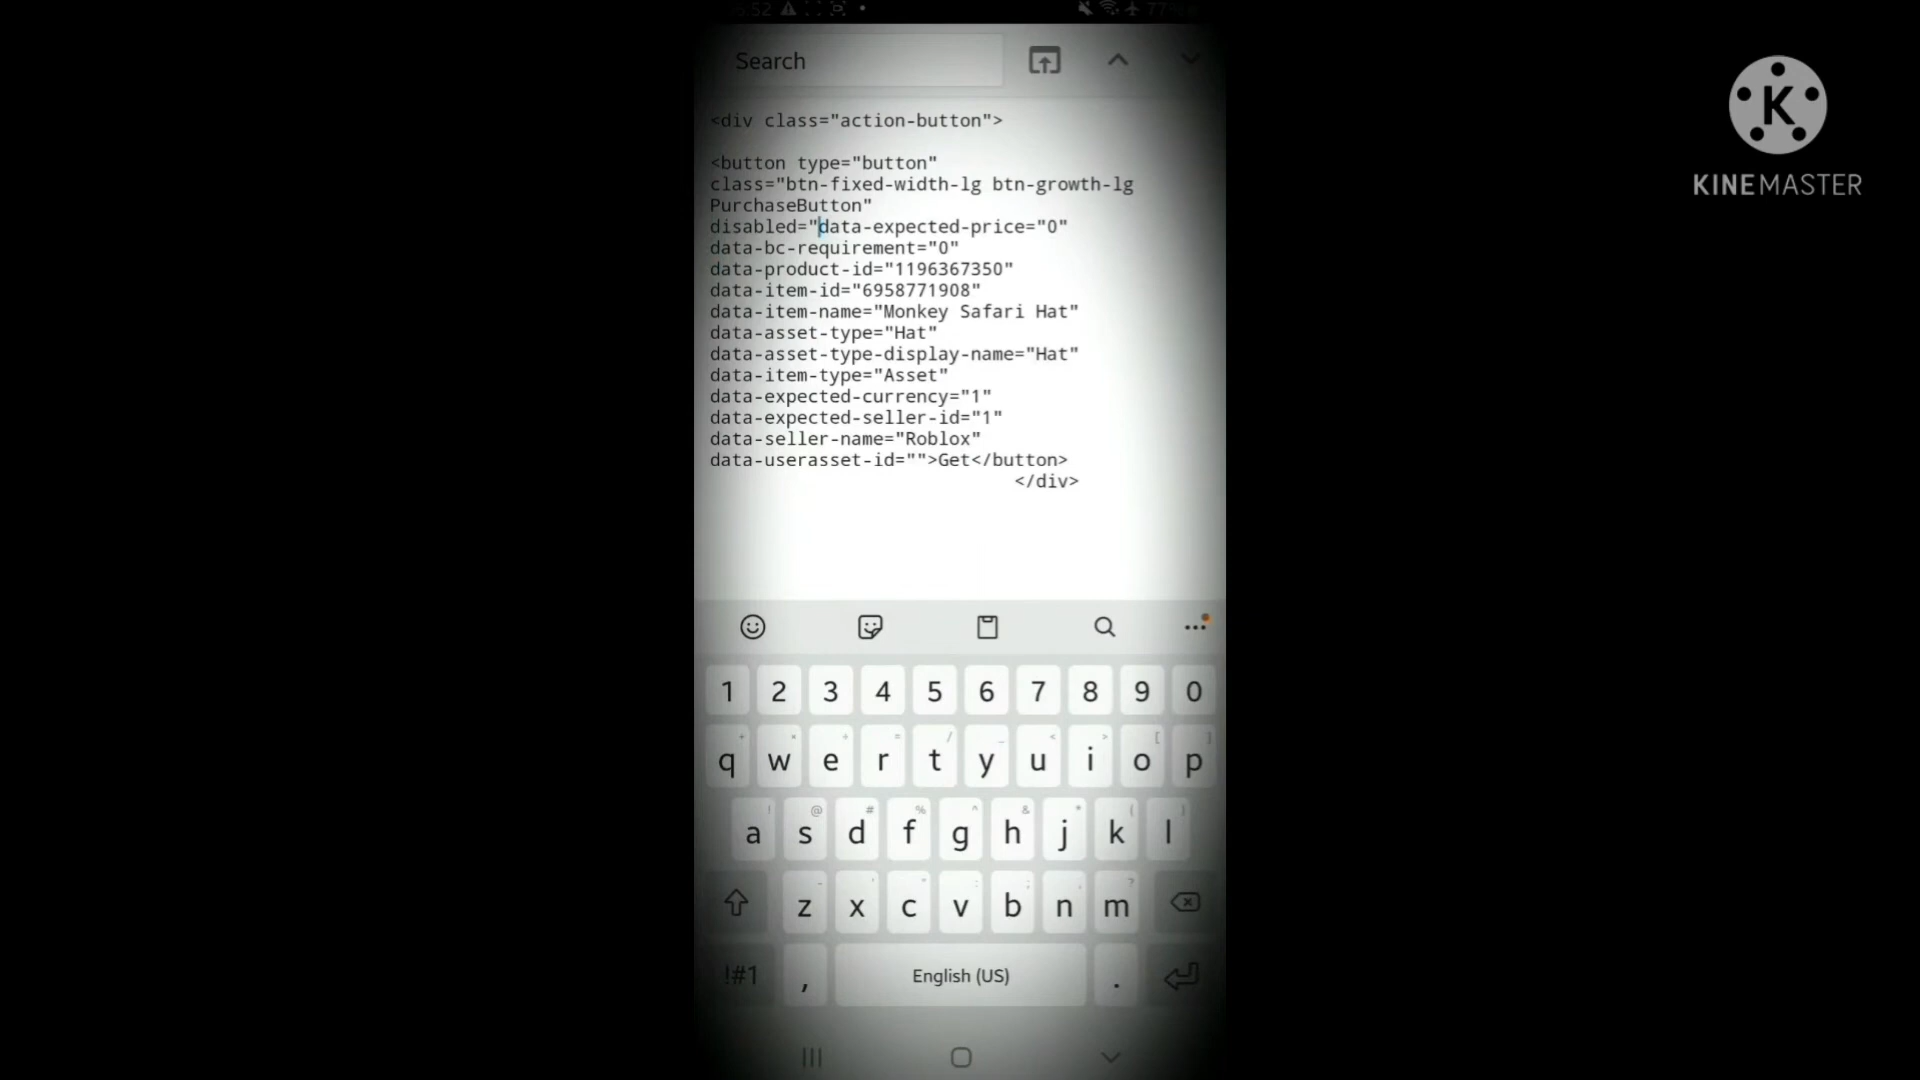 5:52
77
Search
<div class="action-button">
<button type="button"
class="btn-fixed-width-lg btn-growth-lg
PurchaseButton"
disabled="data-expected-price="0"
data-bc-requirement="0"
data-product-id="1196367350"
data-item-id="6958771908"
data-item-name="Monkey Safari Hat"
data-asset-type="Hat"
data-asset-type-display-name="Hat"
data-item-type="Asset"
data-expected-currency="1"
data-expected-seller-id="1"
data-seller-name="Roblox"
data-userasset-id="">Get</button>
</div>
1 2 3 4 5 6 7 8 9 0
q w e r t y u i o p
a s d f g h j k l
z x c v b n m
!#1 , English (US) .
K
KINEMASTER